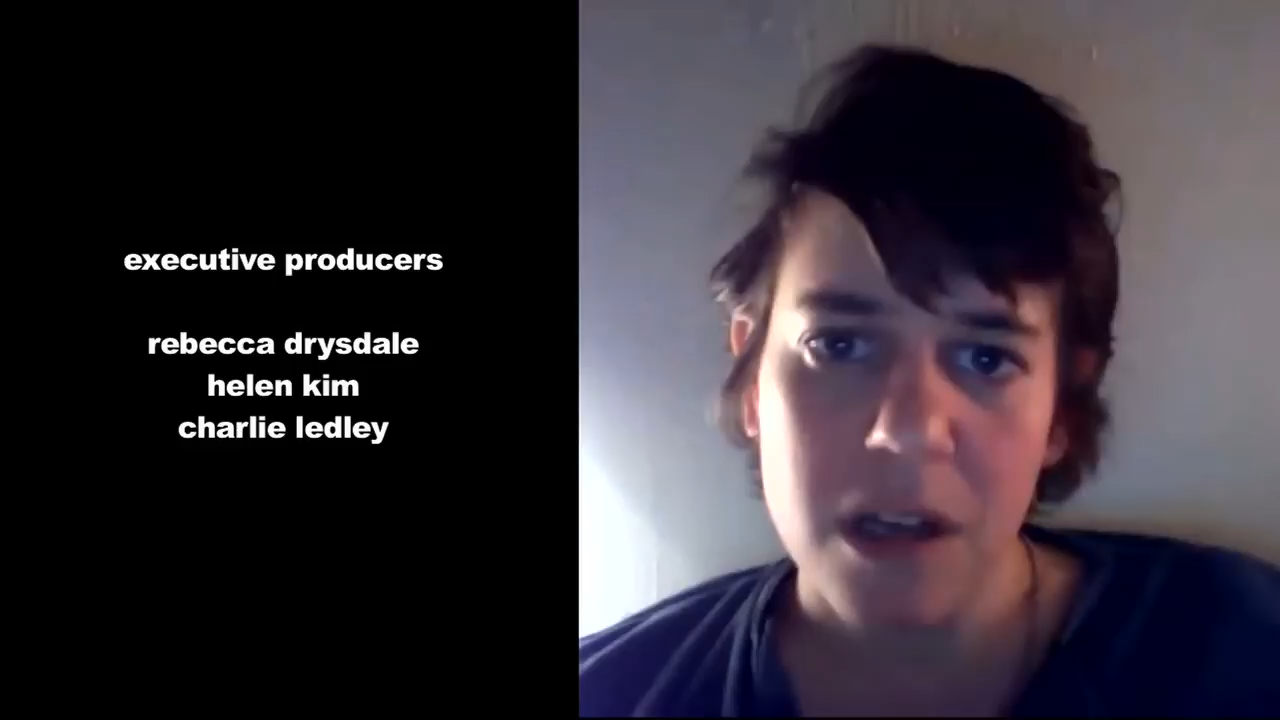 executive producers
rebecca drysdale
helen kim
charlie ledley